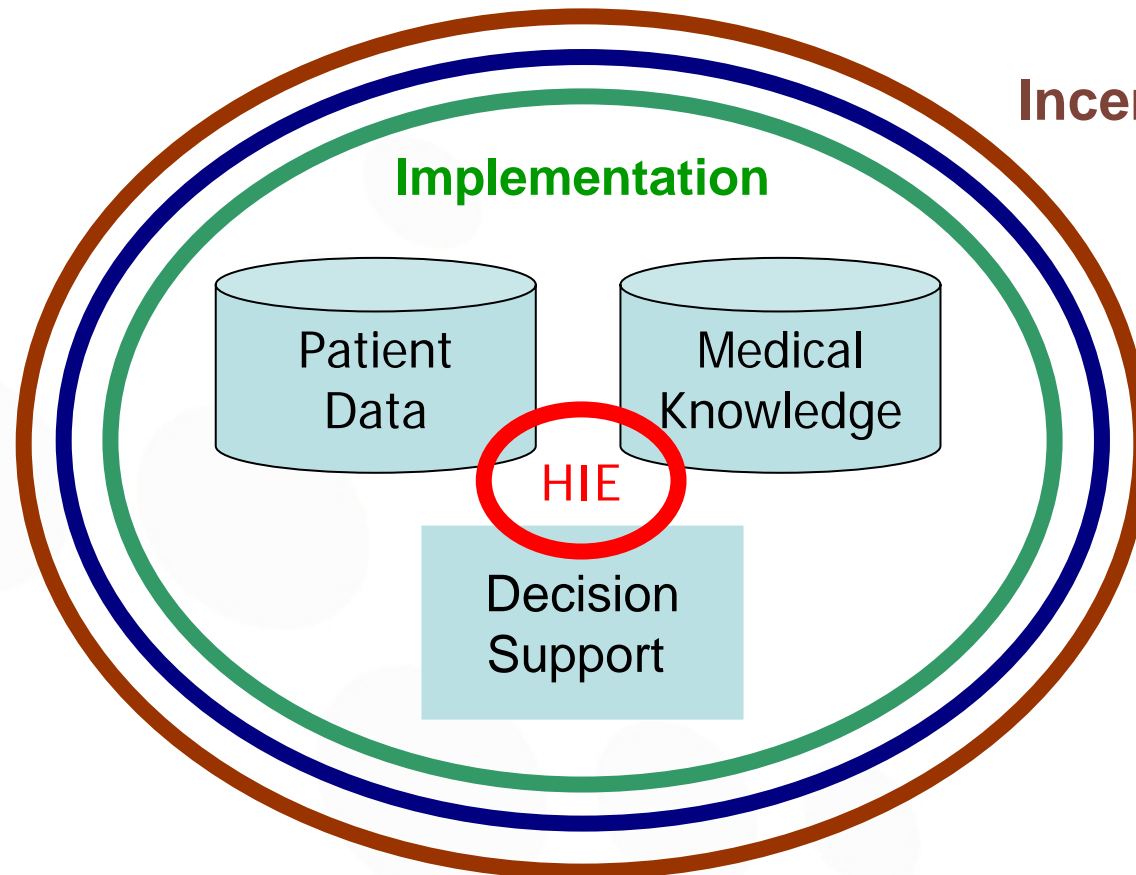 Implementation
Patient
Data
Medical
Knowledge
HIE
Decision
Support